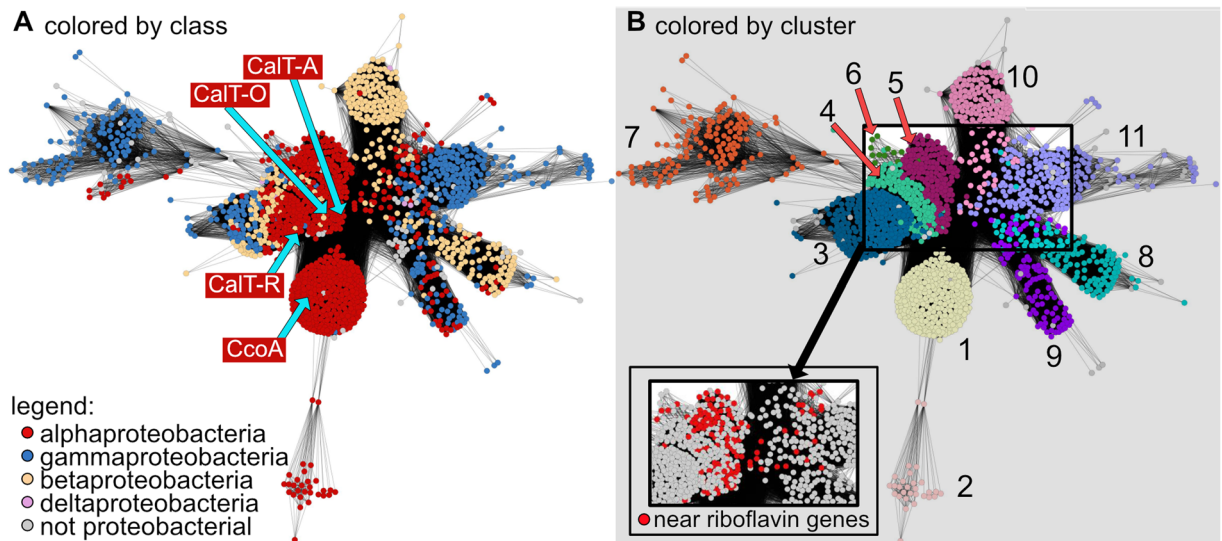 A colored by class
CalT-A
CalT-O
CalT-R
CcoA
legend:
alphaproteobacteria
gammaproteobacteria
betaproteobacteria
deltaproteobacteria
not proteobacterial
B colored by cluster
6
5
10
4
7
11
3
8
1
9
2
near riboflavin genes